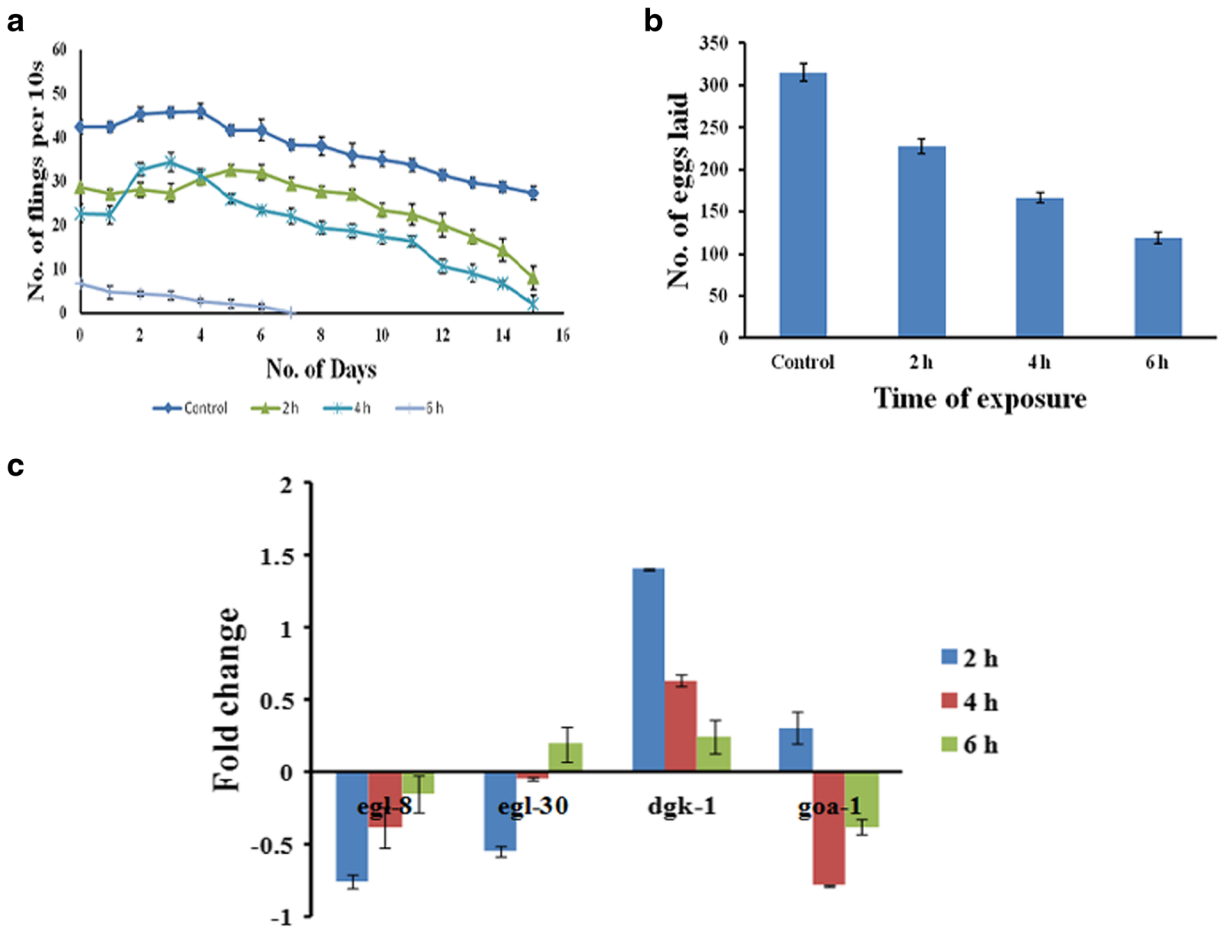 a
60
50
40
30
20
10
0
No. of flings per 10s
0 2 4 6 8 10 12 14 16
No. of Days
Control 2 h 4 h 6 h
b
350
300
250
200
150
100
50
0
No. of eggs laid
Control 2 h 4 h 6 h
Time of exposure
c
2
1.5
1
0.5
0
-0.5
-1
Fold change
egl-8 egl-30 dgk-1 goa-1
2 h
4 h
6 h